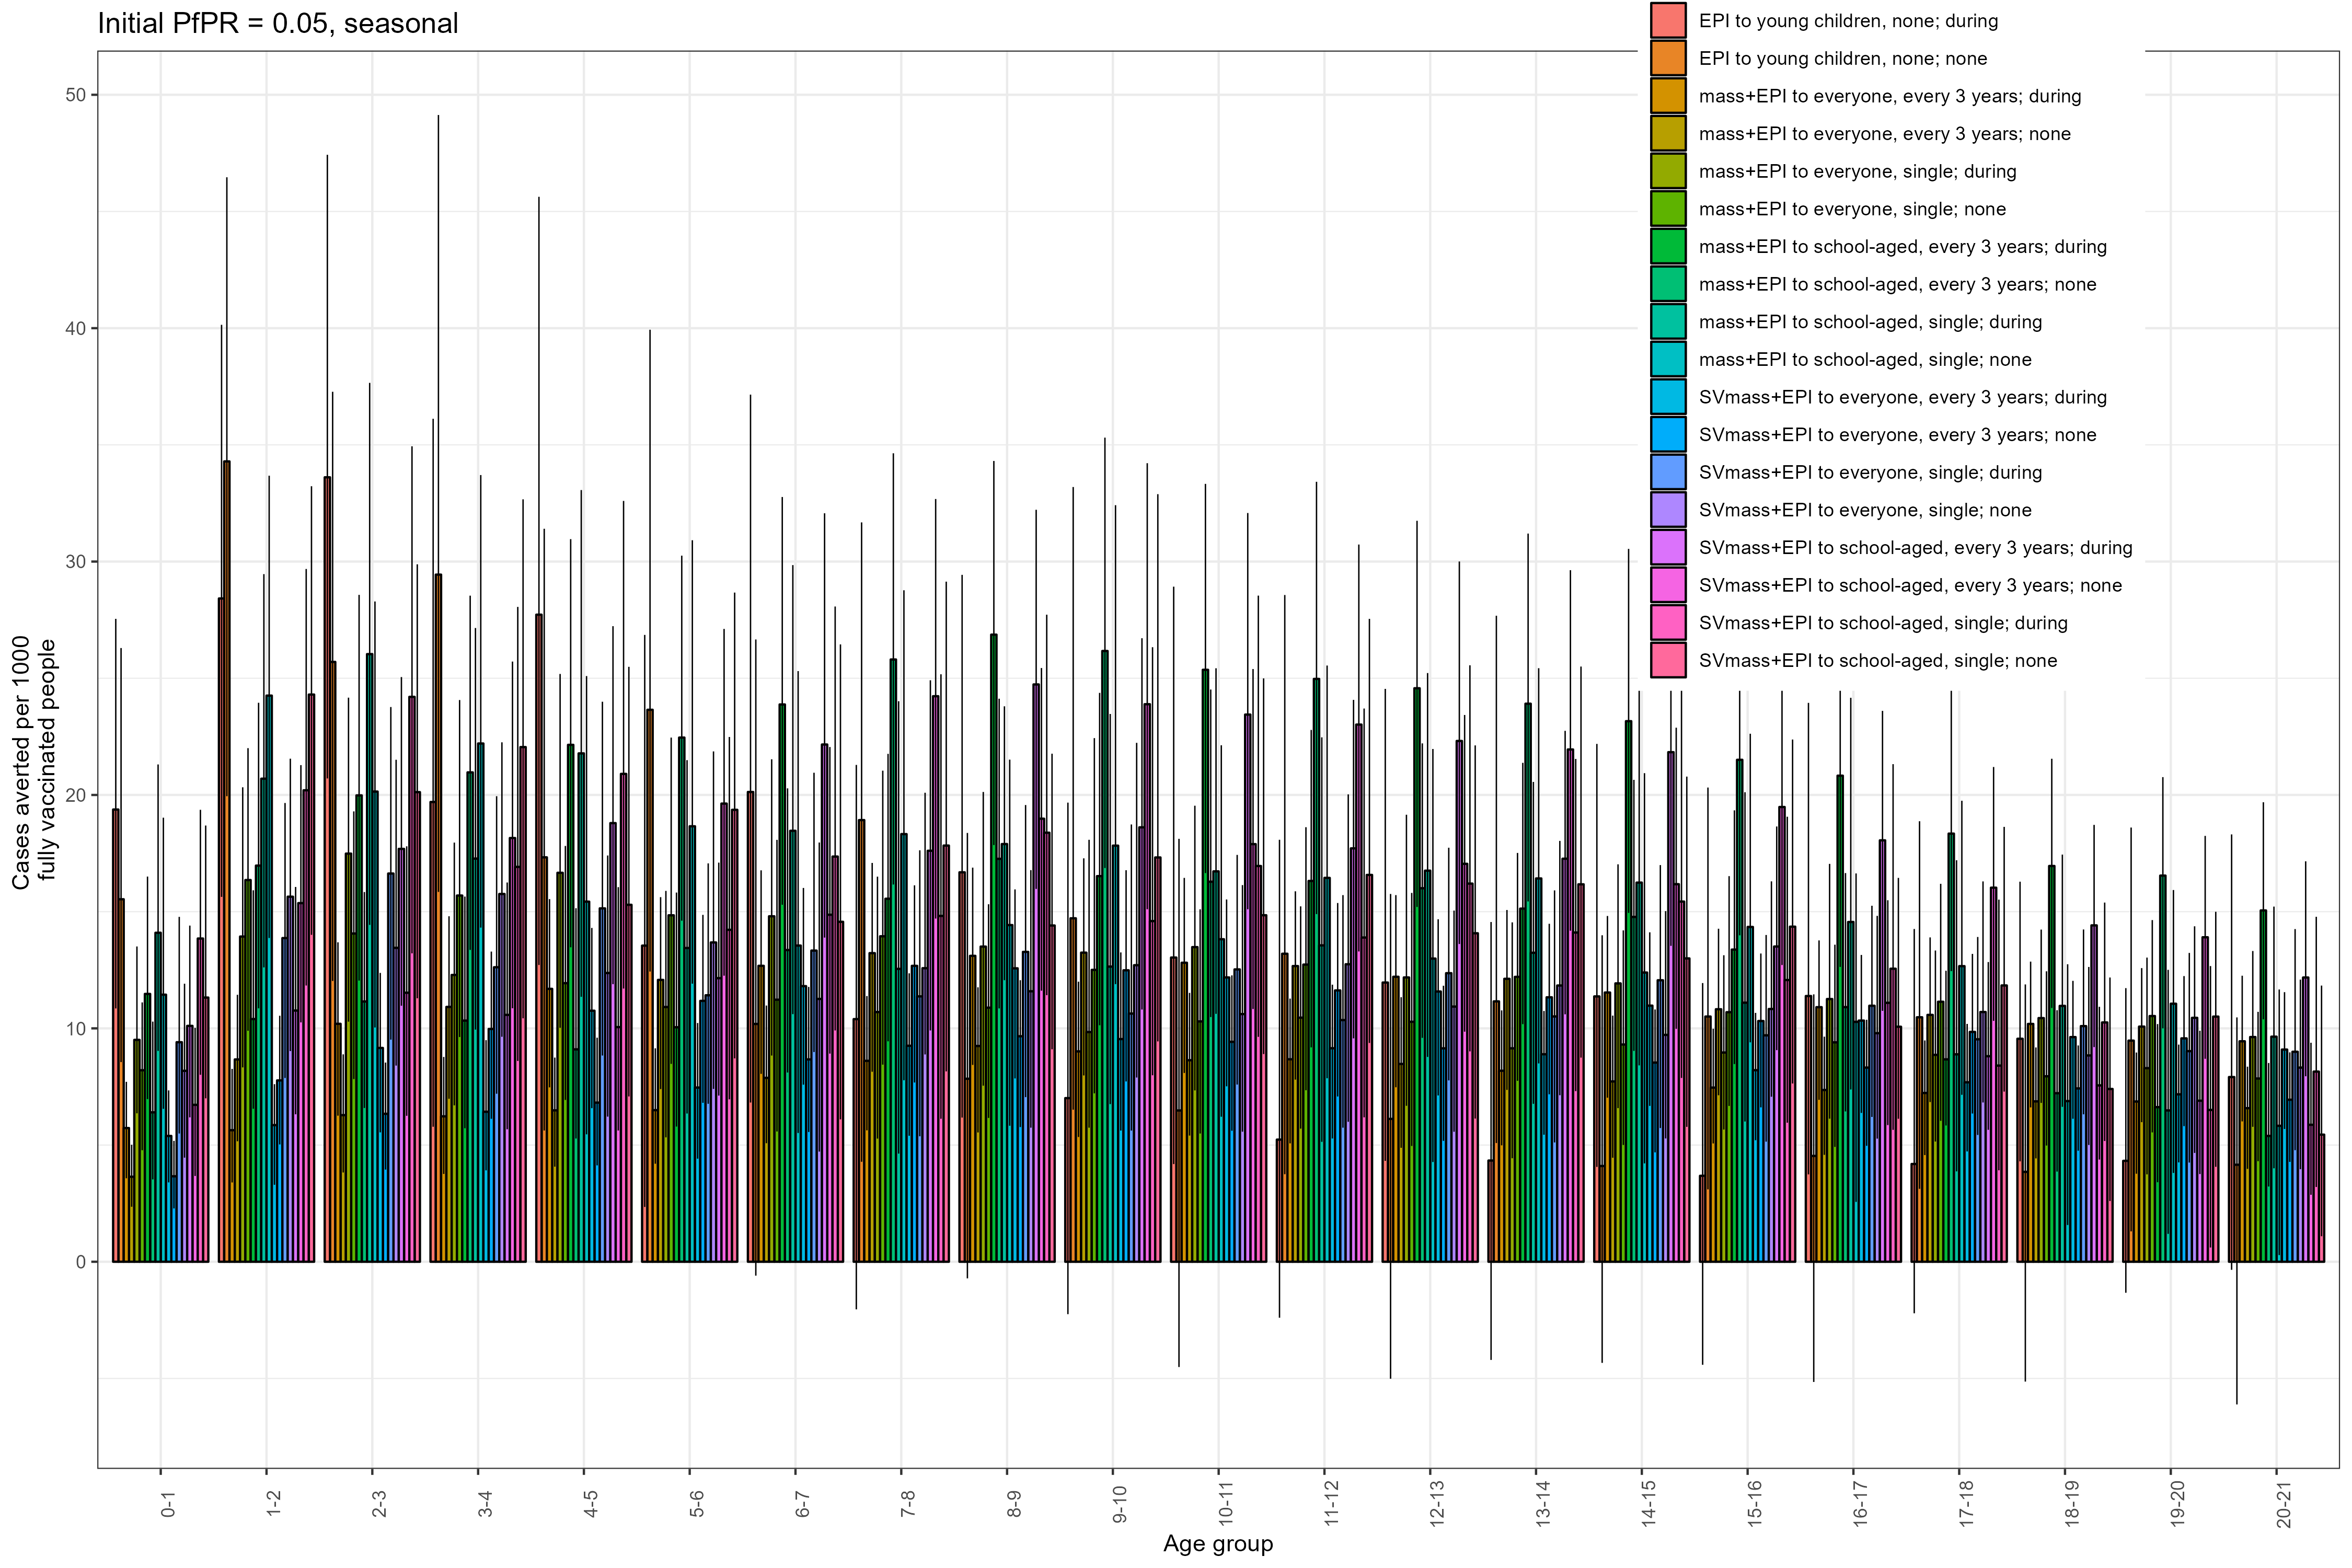 Initial PfPR = 0.05, seasonal
EPI to young children, none; during
EPI to young children, none; none
mass+EPI to everyone, every 3 years; during
mass+EPI to everyone, every 3 years; none
mass+EPI to everyone, single; during
mass+EPI to everyone, single; none
mass+EPI to school-aged, every 3 years; during
mass+EPI to school-aged, every 3 years; none
mass+EPI to school-aged, single; during
mass+EPI to school-aged, single; none
SVmass+EPI to everyone, every 3 years; during
SVmass+EPI to everyone, every 3 years; none
SVmass+EPI to everyone, single; during
SVmass+EPI to everyone, single; none
SVmass+EPI to school-aged, every 3 years; during
SVmass+EPI to school-aged, every 3 years; none
SVmass+EPI to school-aged, single; during
SVmass+EPI to school-aged, single; none
Cases averted per 1000
fully vaccinated people
50
40
30
20
10
0
0-1
1-2
2-3
3-4
4-5
5-6
6-7
7-8
8-9
9-10
10-11
11-12
12-13
13-14
14-15
15-16
16-17
17-18
18-19
19-20
20-21
Age group